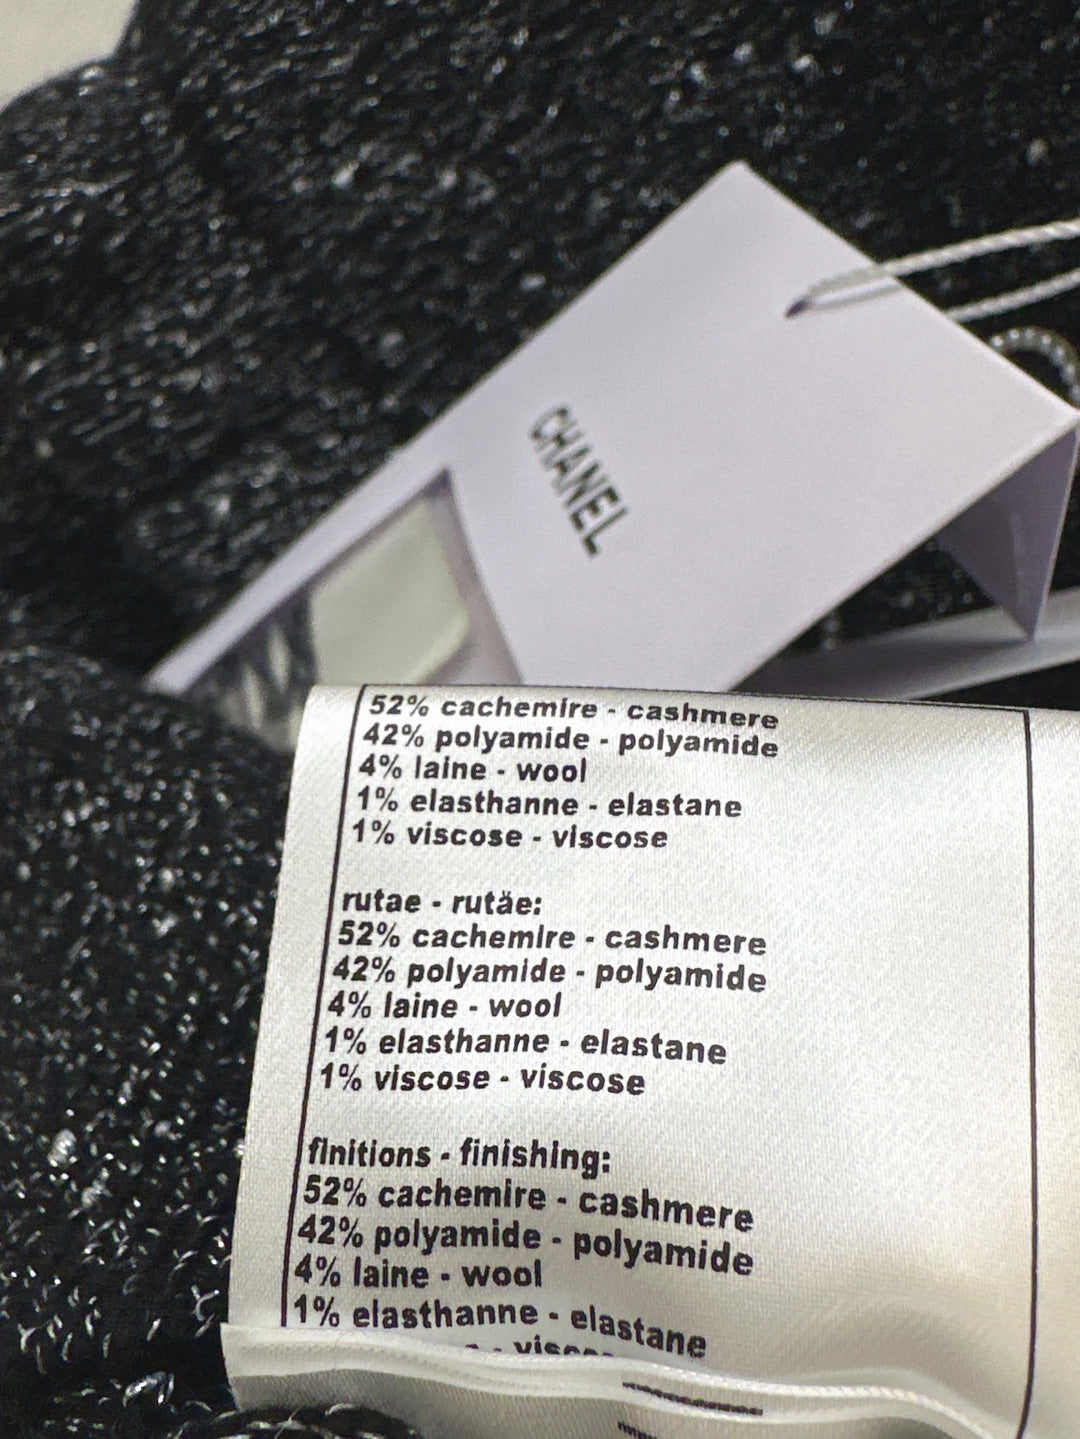 CHANEL
52% cachemire - cashmere
42% polyamide - polyamide
4% laine - wool
1% elasthanne - elastane
1% viscose - viscose
rutae - rutäe:
52% cachemire - cashmere
42% polyamide - polyamide
4% laine - wool
1% elasthanne - elastane
1% viscose - viscose
finitions - finishing:
52% cachemire - cashmere
42% polyamide - polyamide
4% laine - wool
1% elasthanne - elastane